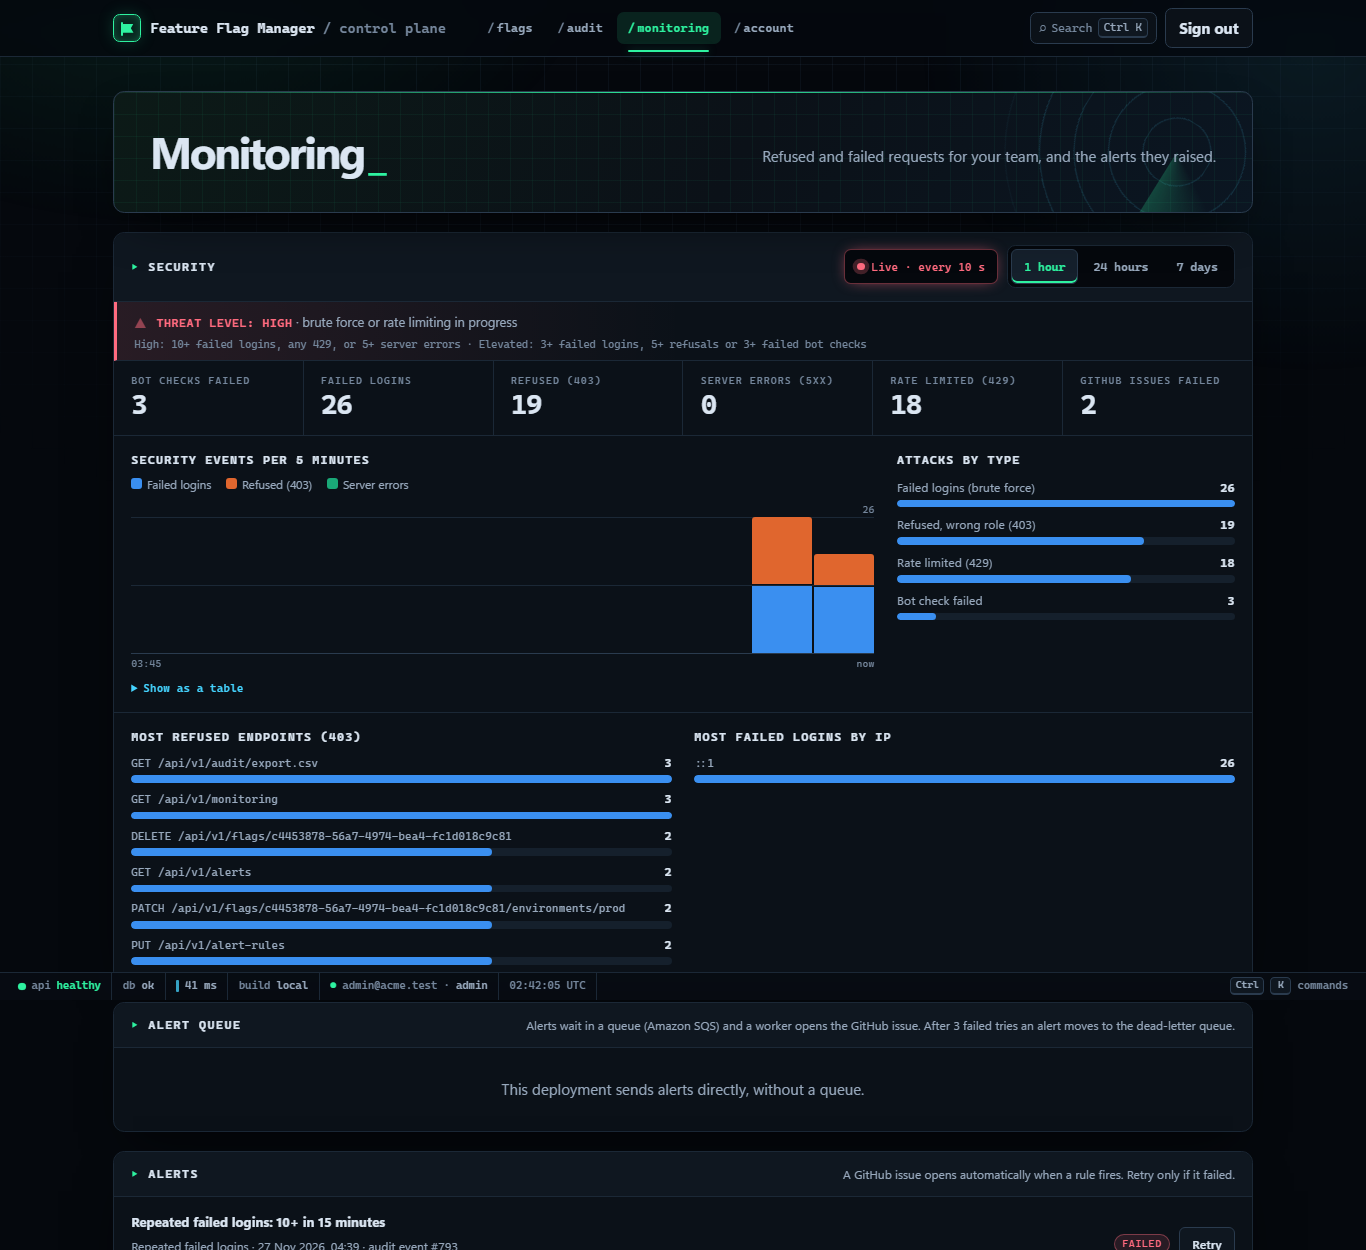 Feature Flag Manager / control plane
/flags
/audit
/monitoring
/account
Search Ctrl K
Sign out
Monitoring_
Refused and failed requests for your team, and the alerts they raised.
SECURITY
Live · every 10 s
1 hour
24 hours
7 days
THREAT LEVEL: HIGH · brute force or rate limiting in progress
High: 10+ failed logins, any 429, or 5+ server errors · Elevated: 3+ failed logins, 5+ refusals or 3+ failed bot checks
BOT CHECKS FAILED
3
FAILED LOGINS
26
REFUSED (403)
19
SERVER ERRORS (5XX)
0
RATE LIMITED (429)
18
GITHUB ISSUES FAILED
2
SECURITY EVENTS PER 5 MINUTES
Failed logins
Refused (403)
Server errors
26
03:45
now
Show as a table
ATTACKS BY TYPE
Failed logins (brute force) 26
Refused, wrong role (403) 19
Rate limited (429) 18
Bot check failed 3
MOST REFUSED ENDPOINTS (403)
GET /api/v1/audit/export.csv 3
GET /api/v1/monitoring 3
DELETE /api/v1/flags/c4453878-56a7-4974-bea4-fc1d018c9c81 2
GET /api/v1/alerts 2
PATCH /api/v1/flags/c4453878-56a7-4974-bea4-fc1d018c9c81/environments/prod 2
PUT /api/v1/alert-rules 2
MOST FAILED LOGINS BY IP
::1 26
api healthy
db ok
41 ms
build local
admin@acme.test · admin
02:42:05 UTC
Ctrl K commands
ALERT QUEUE
Alerts wait in a queue (Amazon SQS) and a worker opens the GitHub issue. After 3 failed tries an alert moves to the dead-letter queue.
This deployment sends alerts directly, without a queue.
ALERTS
A GitHub issue opens automatically when a rule fires. Retry only if it failed.
Repeated failed logins: 10+ in 15 minutes
Repeated failed logins · 27 Nov 2026, 04:39 · audit event #793
FAILED
Retry